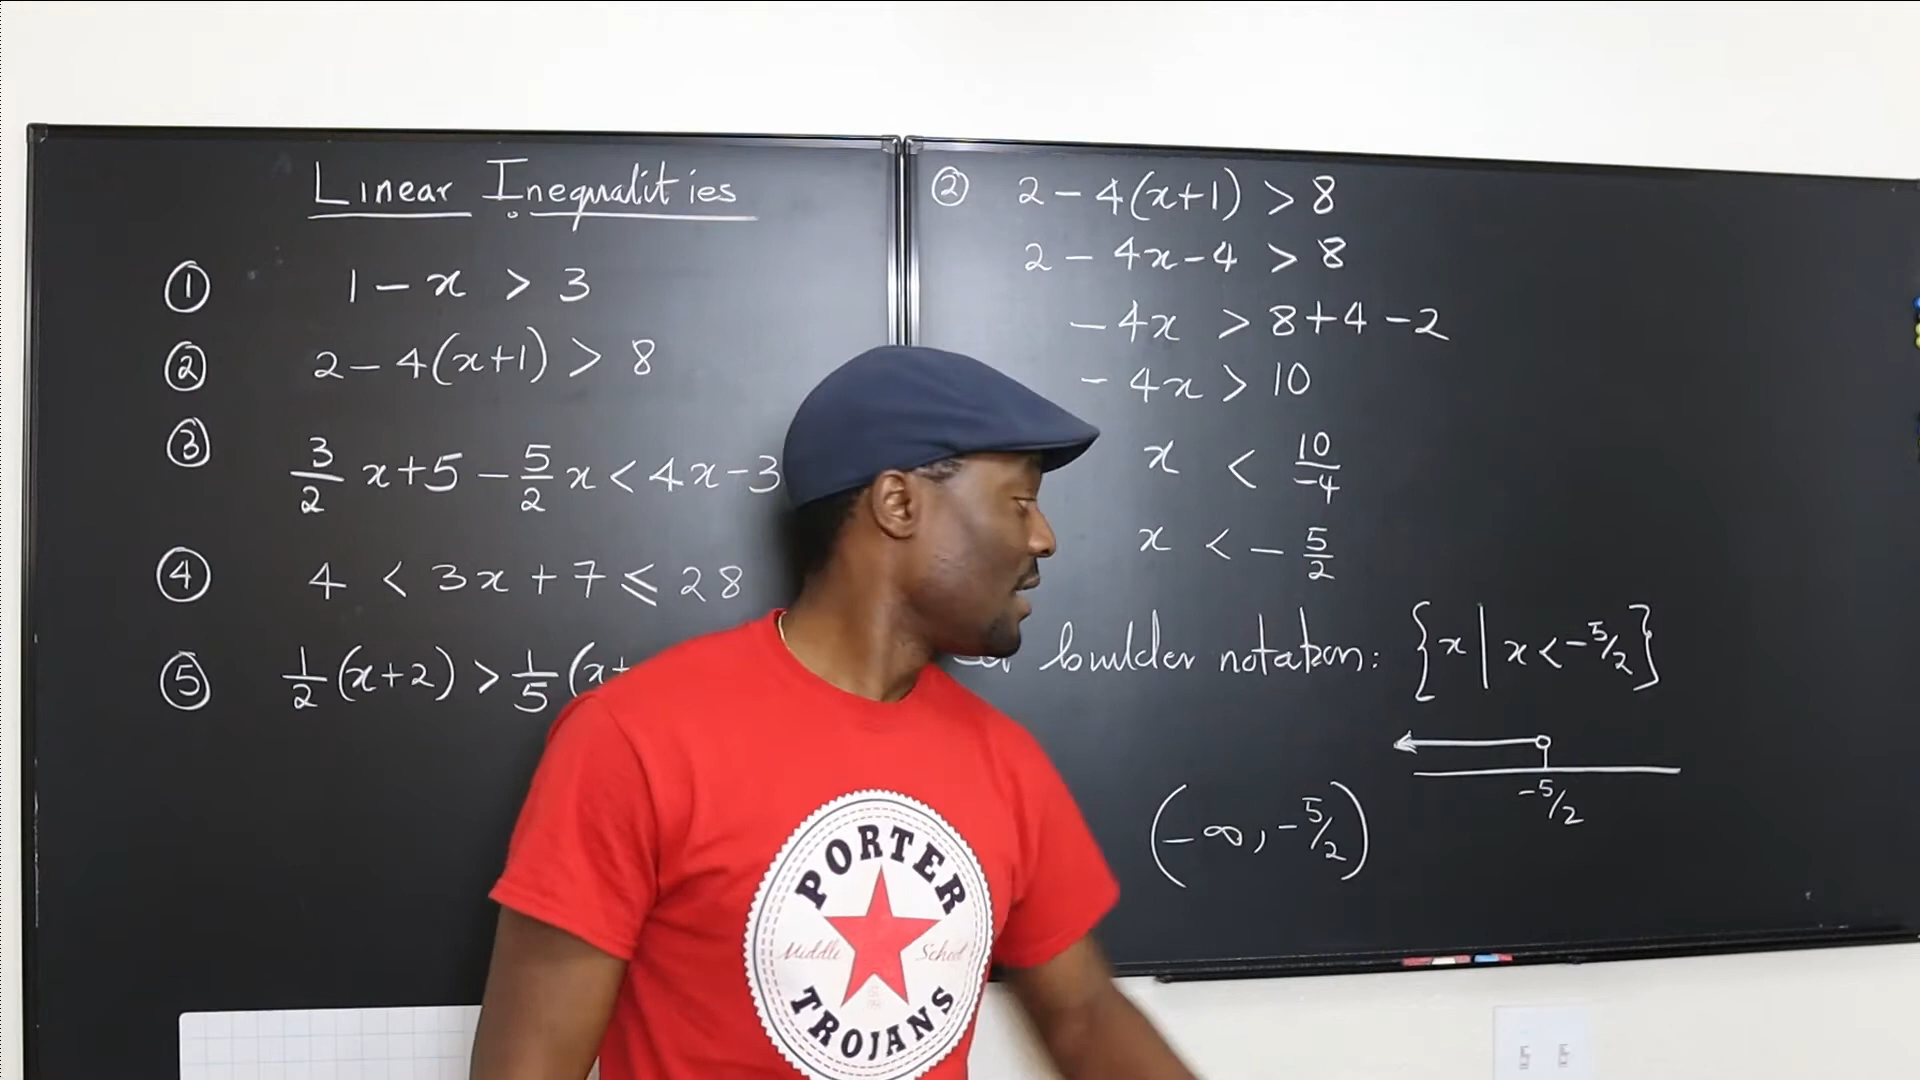 Linear Inequalities
① 1 - x > 3
② 2 - 4(x+1) > 8
③ 3/2 x + 5 - 5/2 x < 4x - 3
④ 4 < 3x + 7 ⩽ 28
⑤ 1/2 (x+2) > 1/5 (x+
② 2 - 4(x+1) > 8
2 - 4x - 4 > 8
-4x > 8 + 4 - 2
-4x > 10
x < 10/-4
x < - 5/2
builder notation: {x | x < -5/2}
-5/2
(-∞, -5/2)
PORTER
Middle School
TROJANS